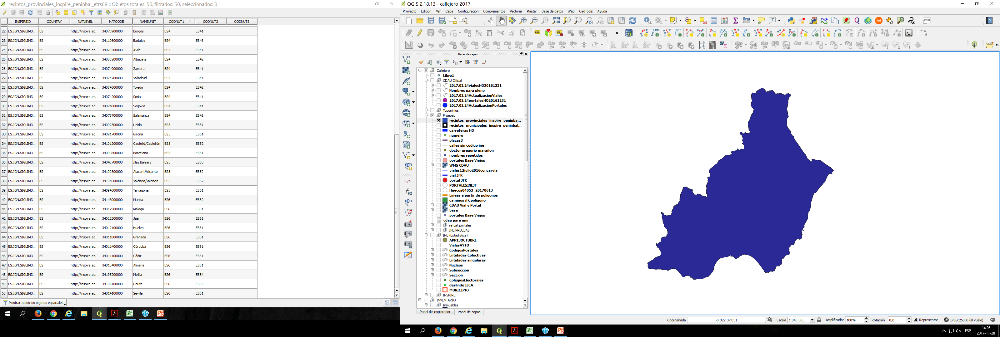 recintos_provinciales_inspire_peninbal_etrs89 :: Objetos totales: 50, filtrados: 50, seleccionados: 0
INSPIREID COUNTRY NATLEVEL NATCODE NAMEUNIT CODNUT1 CODNUT2 CODNUT3
22 ES.IGN.SIGLIM3... ES http://inspire.ec.... 34070900000 Burgos ES4 ES41
23 ES.IGN.SIGLIM3... ES http://inspire.ec.... 34110600000 Badajoz ES4 ES43
24 ES.IGN.SIGLIM3... ES http://inspire.ec.... 34070500000 Ávila ES4 ES41
25 ES.IGN.SIGLIM3... ES http://inspire.ec.... 34080200000 Albacete ES4 ES42
26 ES.IGN.SIGLIM3... ES http://inspire.ec.... 34074900000 Zamora ES4 ES41
27 ES.IGN.SIGLIM3... ES http://inspire.ec.... 34074700000 Valladolid ES4 ES41
28 ES.IGN.SIGLIM3... ES http://inspire.ec.... 34084500000 Toledo ES4 ES42
29 ES.IGN.SIGLIM3... ES http://inspire.ec.... 34074200000 Soria ES4 ES41
30 ES.IGN.SIGLIM3... ES http://inspire.ec.... 34074000000 Segovia ES4 ES41
31 ES.IGN.SIGLIM3... ES http://inspire.ec.... 34073700000 Salamanca ES4 ES41
32 ES.IGN.SIGLIM3... ES http://inspire.ec.... 34092500000 Lleida ES5 ES51
33 ES.IGN.SIGLIM3... ES http://inspire.ec.... 34091700000 Girona ES5 ES51
34 ES.IGN.SIGLIM3... ES http://inspire.ec.... 34101200000 Castelló/Castellón ES5 ES52
35 ES.IGN.SIGLIM3... ES http://inspire.ec.... 34090800000 Barcelona ES5 ES51
36 ES.IGN.SIGLIM3... ES http://inspire.ec.... 34040700000 Illes Balears ES5 ES53
37 ES.IGN.SIGLIM3... ES http://inspire.ec.... 34100300000 Alacant/Alicante ES5 ES52
38 ES.IGN.SIGLIM3... ES http://inspire.ec.... 34104600000 València/Valencia ES5 ES52
39 ES.IGN.SIGLIM3... ES http://inspire.ec.... 34094300000 Tarragona ES5 ES51
40 ES.IGN.SIGLIM3... ES http://inspire.ec.... 34143000000 Murcia ES6 ES62
41 ES.IGN.SIGLIM3... ES http://inspire.ec.... 34012900000 Málaga ES6 ES61
42 ES.IGN.SIGLIM3... ES http://inspire.ec.... 34012300000 Jaén ES6 ES61
43 ES.IGN.SIGLIM3... ES http://inspire.ec.... 34012100000 Huelva ES6 ES61
44 ES.IGN.SIGLIM3... ES http://inspire.ec.... 34011800000 Granada ES6 ES61
45 ES.IGN.SIGLIM3... ES http://inspire.ec.... 34011400000 Córdoba ES6 ES61
46 ES.IGN.SIGLIM3... ES http://inspire.ec.... 34011100000 Cádiz ES6 ES61
47 ES.IGN.SIGLIM3... ES http://inspire.ec.... 34010400000 Almería ES6 ES61
48 ES.IGN.SIGLIM3... ES http://inspire.ec.... 34195200000 Melilla ES6 ES64
49 ES.IGN.SIGLIM3... ES http://inspire.ec.... 34185100000 Ceuta ES6 ES63
50 ES.IGN.SIGLIM3... ES http://inspire.ec.... 34014100000 Sevilla ES6 ES61
Mostrar todos los objetos espaciales
QGIS 2.18.13 - callejero 2017
Proyecto Edición Ver Capa Configuración Complementos Vectorial Ráster Base de datos Web CadTools Ayuda
Panel de capas
Callejero
Libro1
CDAU Oficial
2017.02.24vialesHO20161231
Nombres para pleno
2017.02.24ActualizacionViales
2017.02.24portalesHO20161231
2017.02.24ActualizacionPortales
Toponimos
Pruebas
recintos_provinciales_inspire_peninba...
recintos_municipales_inspire_peninbal...
carreteras HO
numero
placas3
calles sin codigo ine
doctor gregorio marañon
nombres repetidos
portales Base Viejos
WMS CDAU
viales12julio2016concarvia
vial JFK
portal JFK
PORTALESINEJF
Huecos04053_20170613
Líneas a partir de polígonos
caminos jfk poligono
CDAU Vial y Portal
base
portales Base Viejos
cdau para unir
refcat portales
INE PRUEBAS
INE (Estadistica)
APP13OCTUBRE
VialesAYTO
CodigosPostales
Entidades Colectivas
Entidades singulares
Nucleos
Subseccion
Seccion
ColegiosElectorales
deslinde IECA
MUNICIPIO
INSPIRE
INVENTARIO
Inmuebles
Panel del explorador Panel de capas
Coordenada -0.322,37.031 Escala 1:845.085 Amplificador 100% Rotación 0,0 Representar EPSG:25830 (al vuelo)
ESP 14:26
2017-11-28